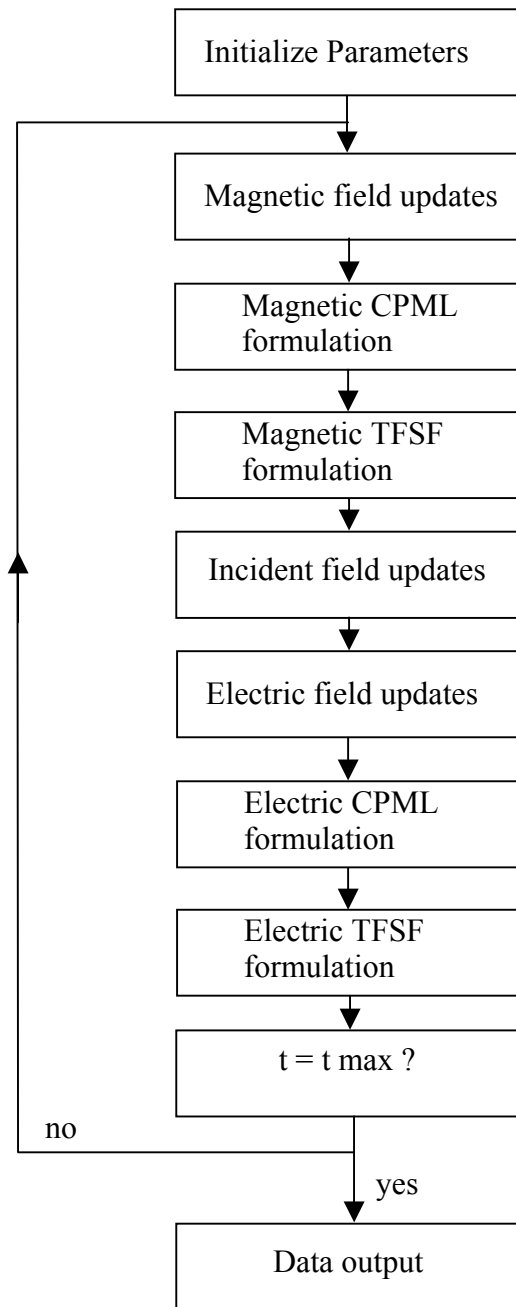 Initialize Parameters
Magnetic field updates
Magnetic CPML
formulation
Magnetic TFSF
formulation
Incident field updates
Electric field updates
Electric CPML
formulation
Electric TFSF
formulation
t = t max ?
no
yes
Data output